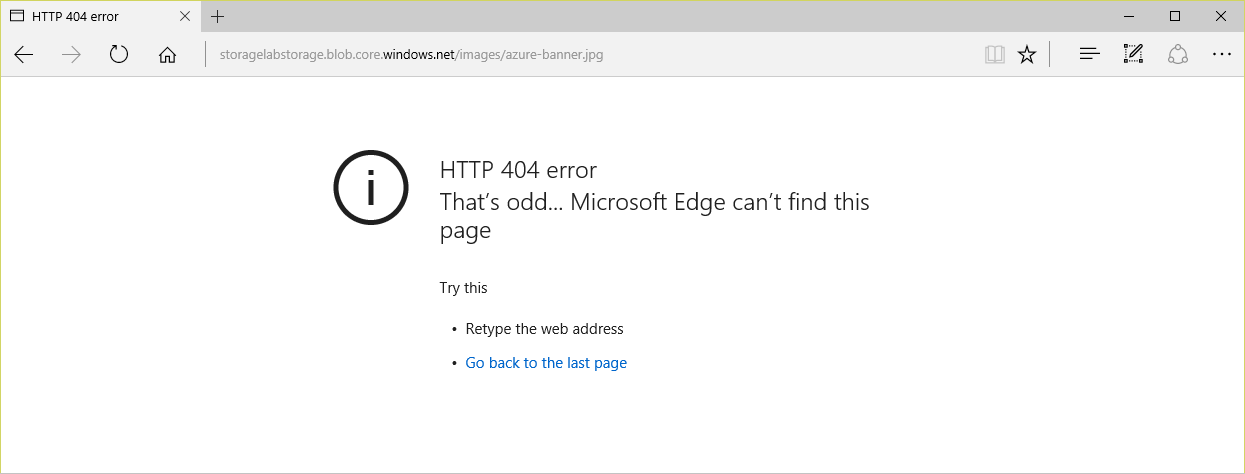 HTTP 404 error
storagelabstorage.blob.core.windows.net/images/azure-banner.jpg
i
HTTP 404 error
That's odd... Microsoft Edge can't find this
page
Try this
• Retype the web address
• Go back to the last page